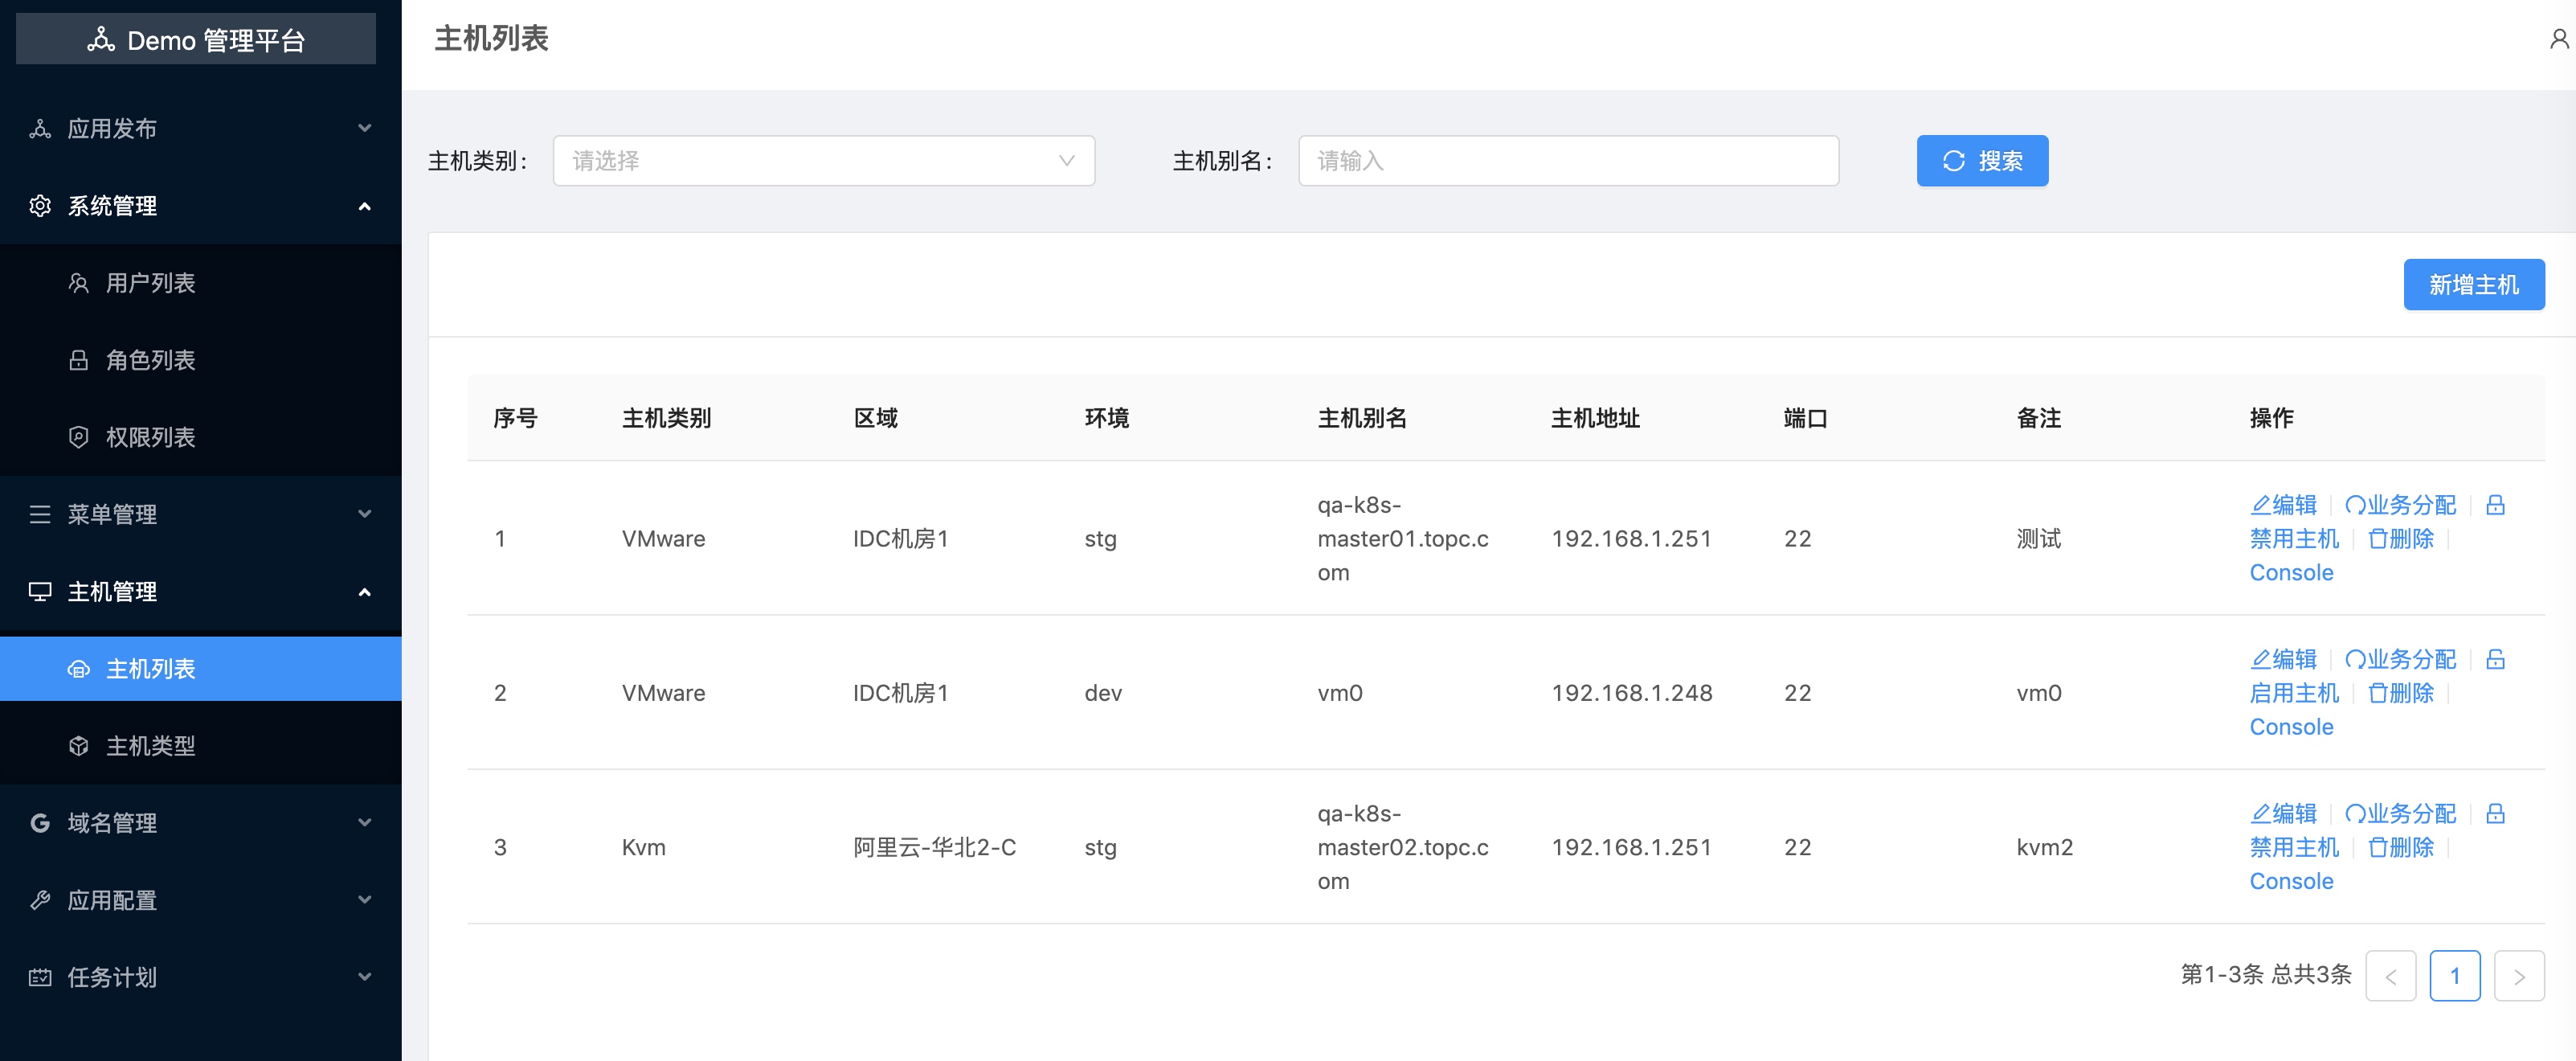 Demo 管理平台
应用发布
系统管理
用户列表
角色列表
权限列表
菜单管理
主机管理
主机列表
主机类型
域名管理
应用配置
任务计划
主机列表
主机类别: 请选择 主机别名: 请输入 搜索
新增主机
序号 主机类别 区域 环境 主机别名 主机地址 端口 备注 操作
1 VMware IDC机房1 stg qa-k8s-
master01.topc.c
om 192.168.1.251 22 测试 编辑 业务分配
禁用主机 删除
Console
2 VMware IDC机房1 dev vm0 192.168.1.248 22 vm0 编辑 业务分配
启用主机 删除
Console
3 Kvm 阿里云-华北2-C stg qa-k8s-
master02.topc.c
om 192.168.1.251 22 kvm2 编辑 业务分配
禁用主机 删除
Console
第1-3条 总共3条 < 1 >